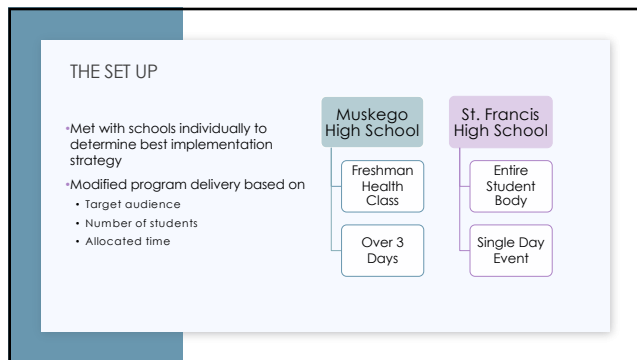 THE SET UP
▪Met with schools individually to
determine best implementation
strategy
▪Modified program delivery based on
• Target audience
• Number of students
• Allocated time
Muskego
High School
Freshman
Health
Class
Over 3
Days
St. Francis
High School
Entire
Student
Body
Single Day
Event